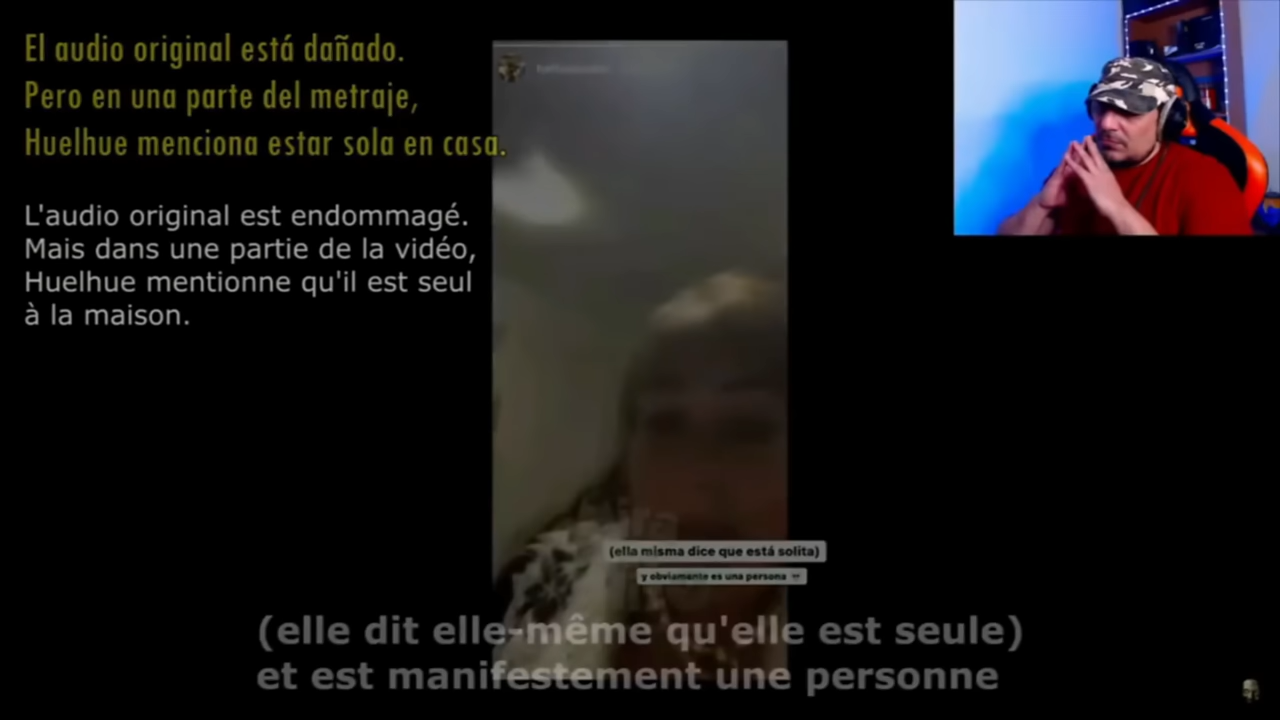 El audio original está dañado.
Pero en una parte del metraje,
Huelhue menciona estar sola en casa.
L'audio original est endommagé.
Mais dans une partie de la vidéo,
Huelhue mentionne qu'il est seul
à la maison.
(ella misma dice que está solita)
y obviamente es una persona
(elle dit elle-même qu'elle est seule)
et est manifestement une personne